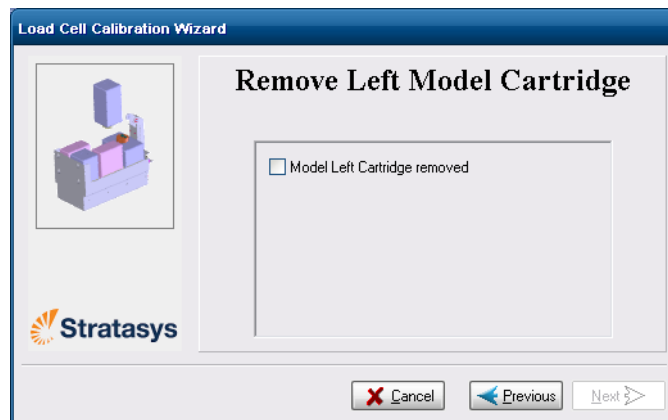 Load Cell Calibration Wizard
Remove Left Model Cartridge
Model Left Cartridge removed
Stratasys
Cancel
Previous
Next